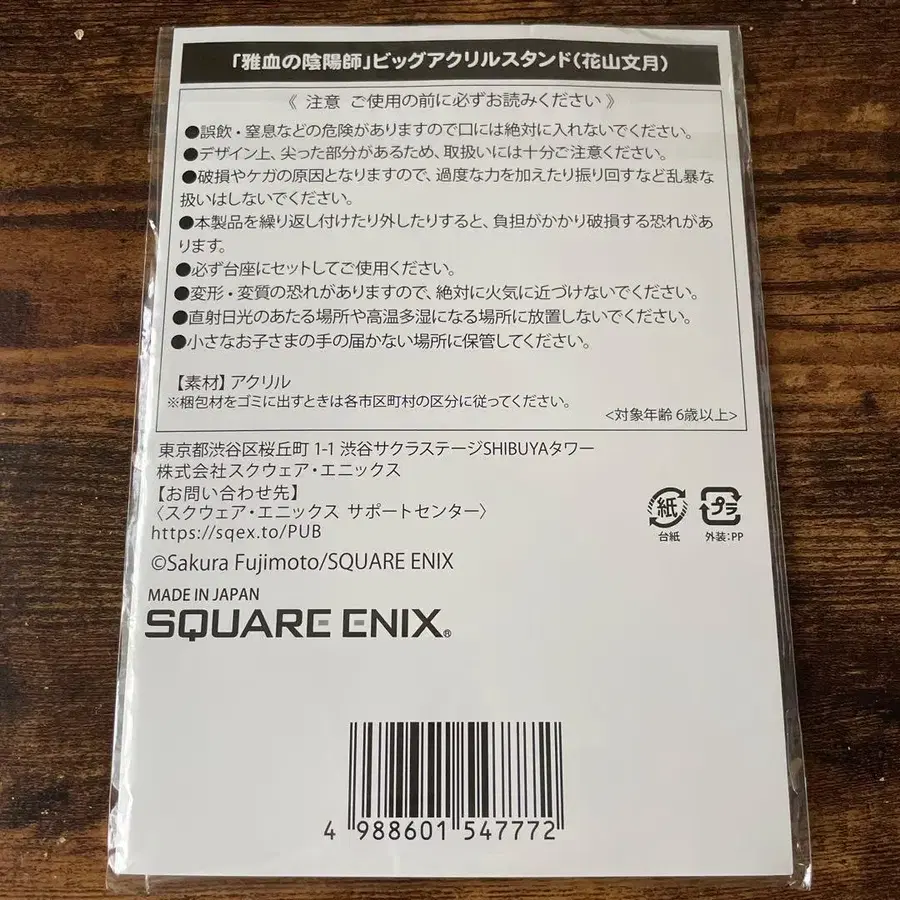 「雅血の陰陽師」ビッグアクリルスタンド(花山文月)
《 注意 ご使用の前に必ずお読みください 》
●誤飲・窒息などの危険がありますので口には絶対に入れないでください。
●デザイン上、尖った部分があるため、取扱いには十分ご注意ください。
●破損やケガの原因となりますので、過度な力を加えたり振り回すなど乱暴な
扱いはしないでください。
●本製品を繰り返し付けたり外したりすると、負担がかかり破損する恐れがあ
ります。
●必ず台座にセットしてご使用ください。
●変形・変質の恐れがありますので、絶対に火気に近づけないでください。
●直射日光のあたる場所や高温多湿になる場所に放置しないでください。
●小さなお子さまの手の届かない場所に保管してください。
【素材】アクリル
※梱包材をゴミに出すときは各市区町村の区分に従ってください。
<対象年齢 6歳以上>
東京都渋谷区桜丘町 1-1 渋谷サクラステージSHIBUYAタワー
株式会社スクウェア・エニックス
【お問い合わせ先】
〈スクウェア・エニックス サポートセンター〉
https://sqex.to/PUB
紙 プラ
台紙 外装:PP
©Sakura Fujimoto/SQUARE ENIX
MADE IN JAPAN
SQUARE ENIX®
4 988601 547772